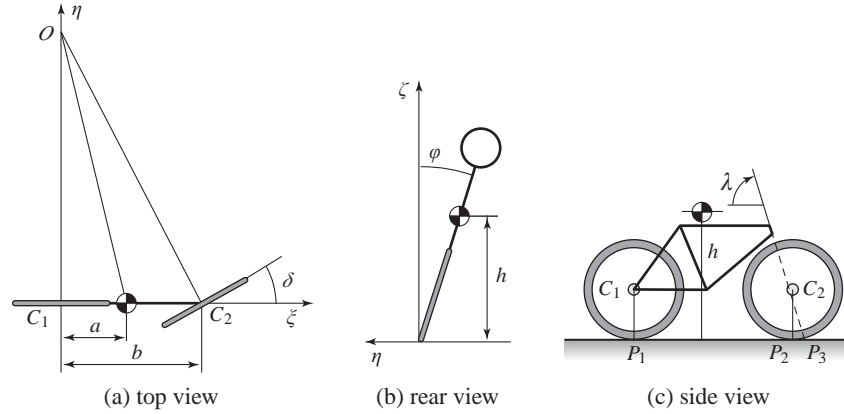 η
O
δ
C₁
C₂
ξ
a
b
(a) top view
ζ
φ
h
η
(b) rear view
λ
h
C₁
C₂
P₁
P₂
P₃
(c) side view